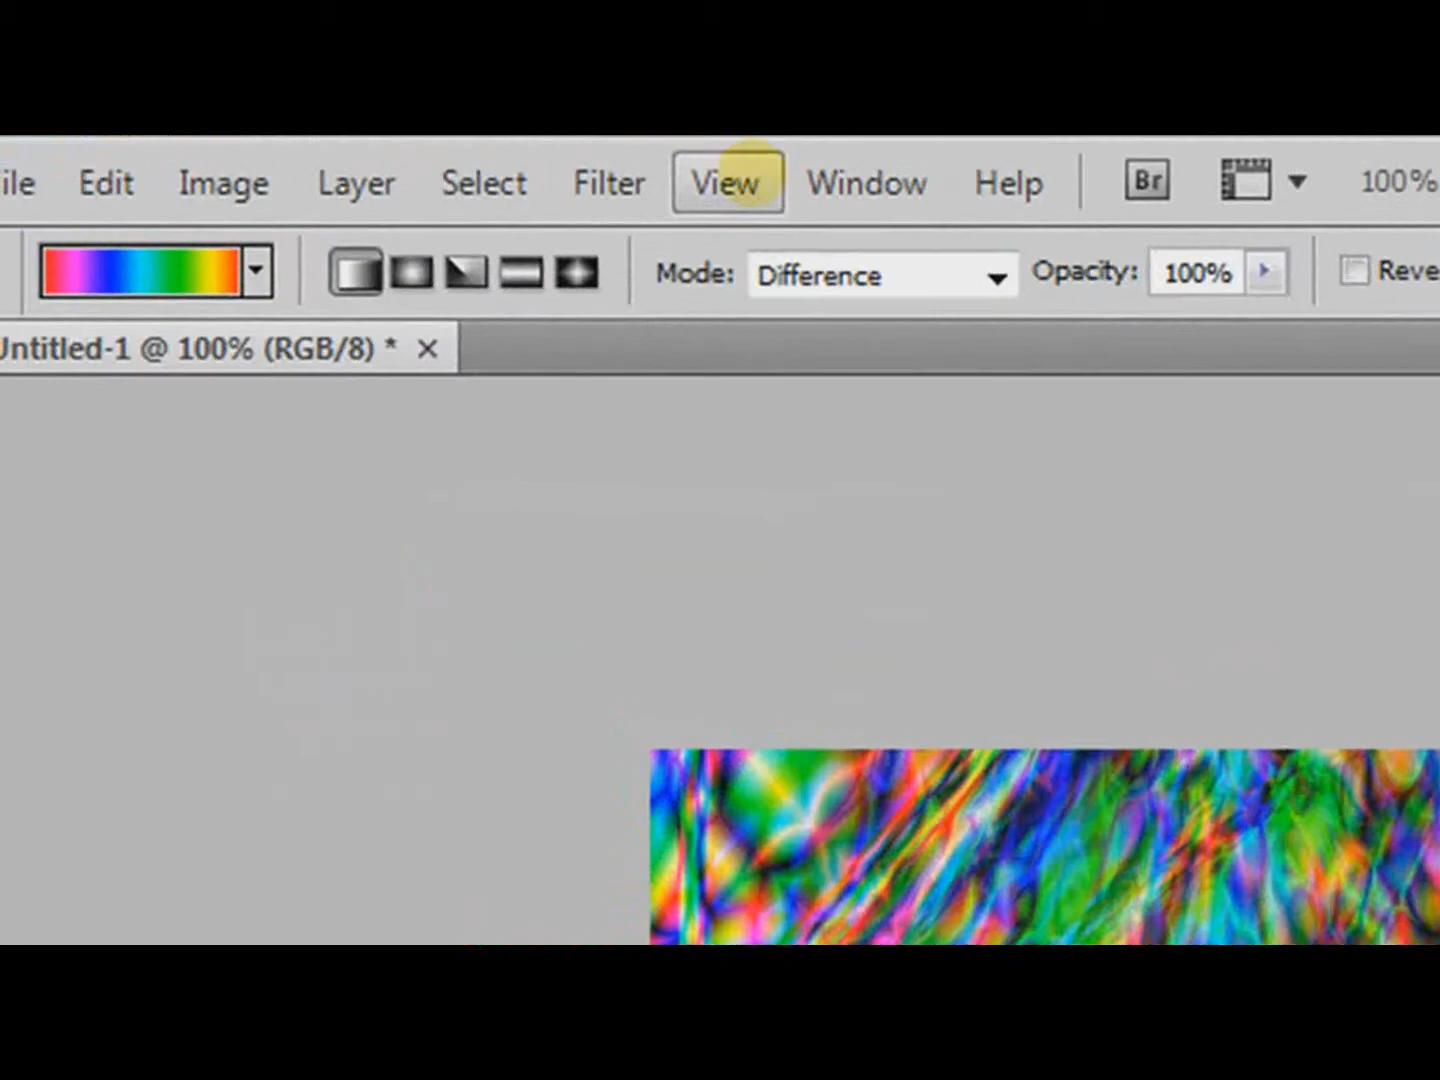 ile Edit Image Layer Select Filter View Window Help Br 100%
Mode: Difference Opacity: 100% Reve
Untitled-1 @ 100% (RGB/8) *